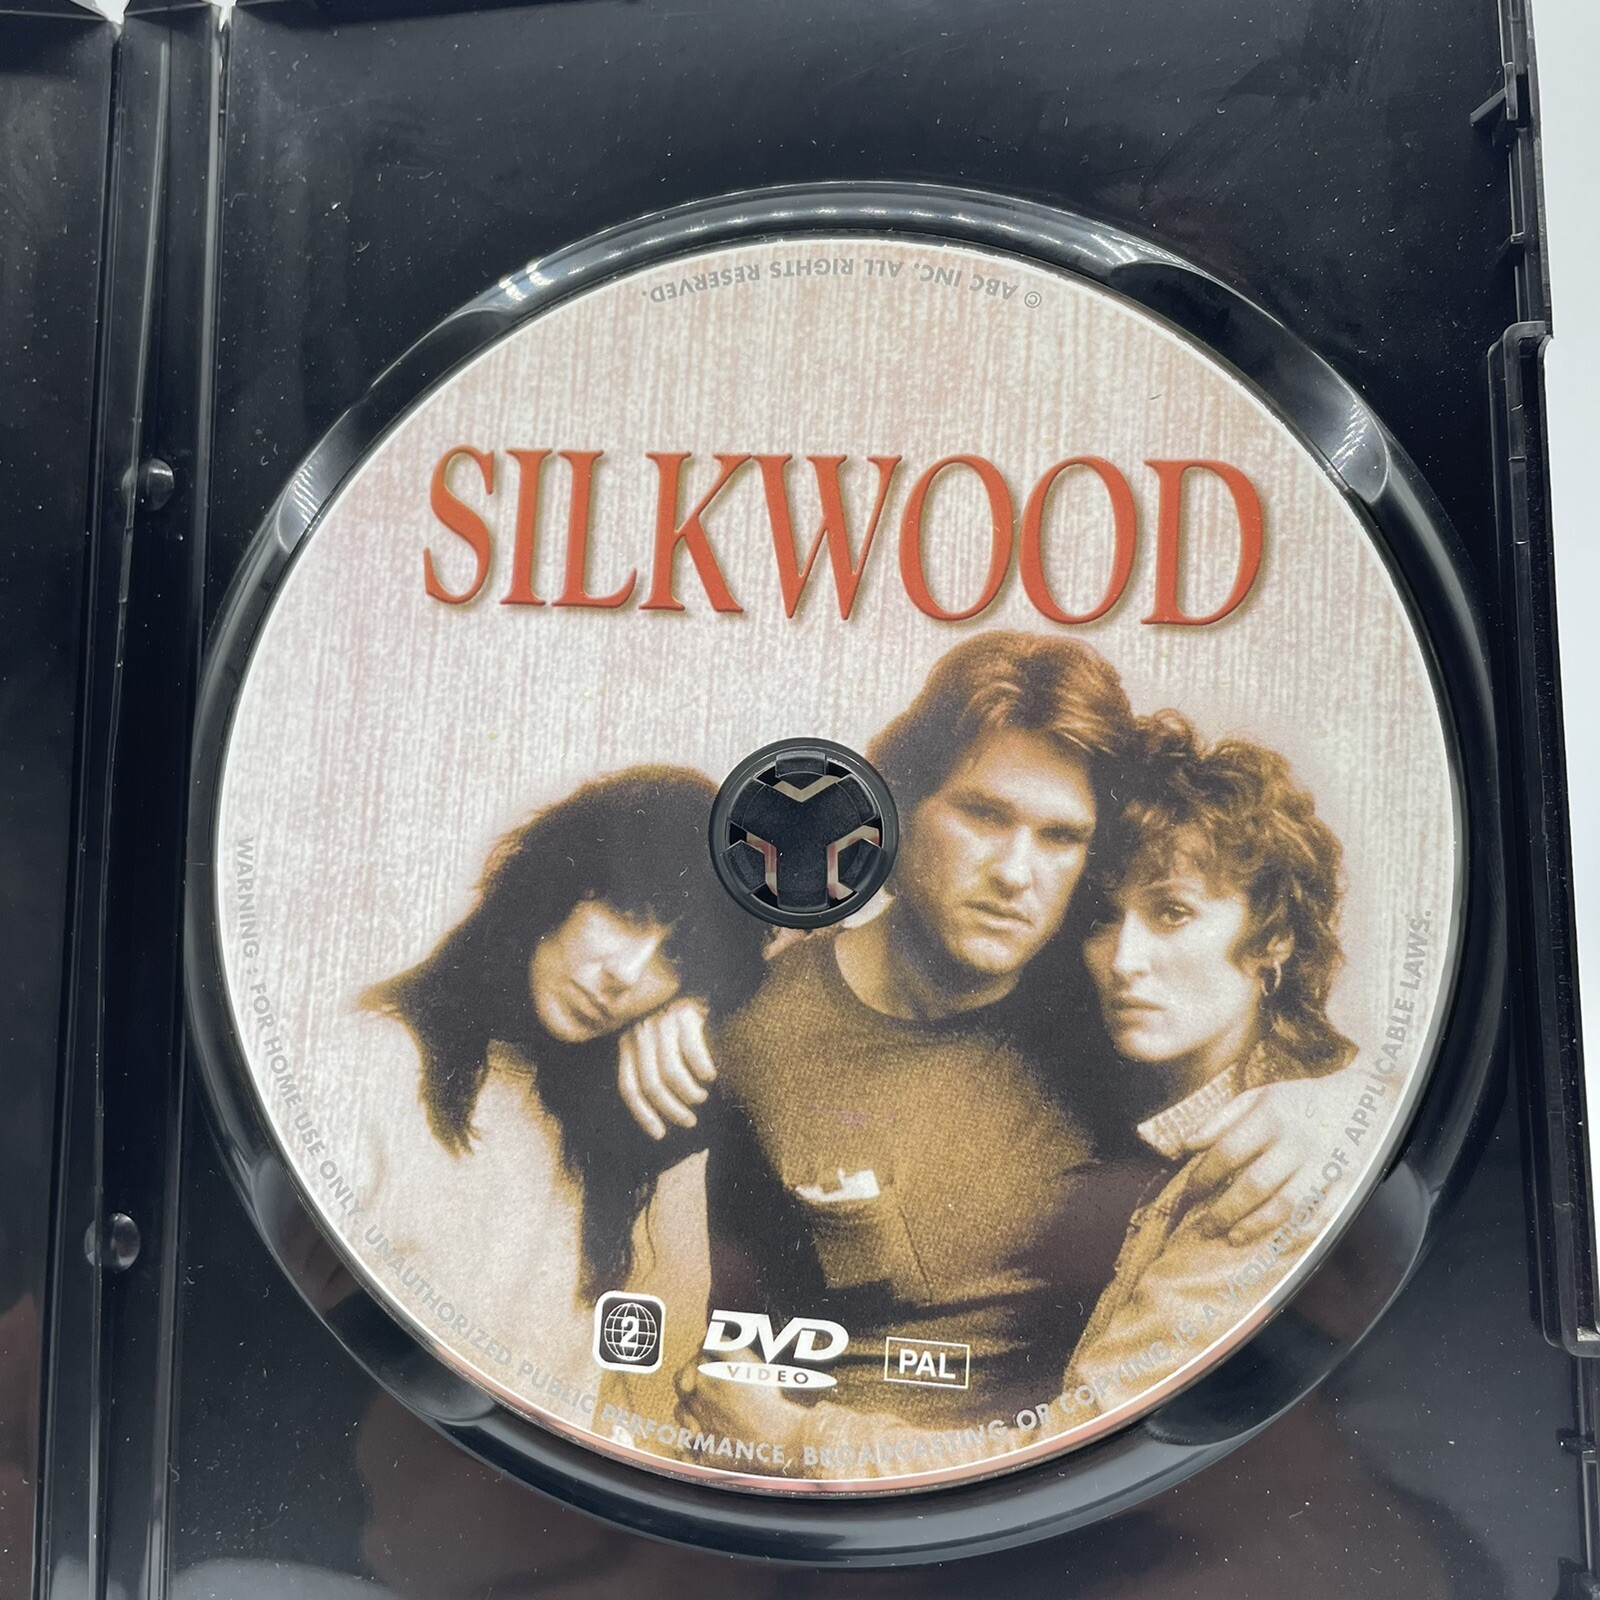 © ABC INC. ALL RIGHTS RESERVED.
SILKWOOD
2
DVD
VIDEO
PAL
WARNING : FOR HOME USE ONLY. UNAUTHORIZED PUBLIC PERFORMANCE, BROADCASTING OR COPYING IS A VIOLATION OF APPLICABLE LAWS.